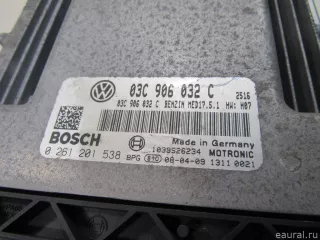 03C 906 032 C 2516
03C 906 032 C BENZIN MED17.5.1 HW: H07
BOSCH
Made in Germany
1039S26234 MOTRONIC
0 261 201 538 BPG 08-04-09 1311 0021
eaural.ru